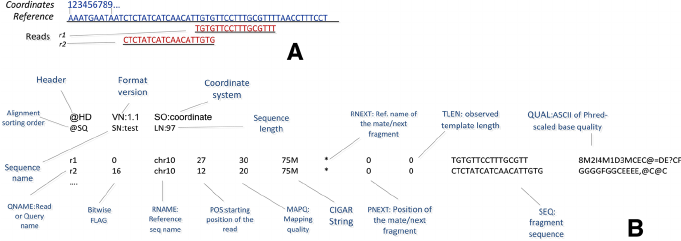 Coordinates 123456789...
Reference AAATGAATAATCTCTATCATCAACATTGTGTTCCTTTGCGTTTTAACCTTTCCT
r1 TGTGTTCCTTTGCGTTT
Reads
r2 CTCTATCATCAACATTGTG
A
Header
Format version
Coordinate system
Alignment sorting order
@HD VN:1.1 SO:coordinate
@SQ SN:test LN:97
Sequence length
RNEXT: Ref. name of the mate/next fragment
TLEN: observed template length
QUAL:ASCII of Phred-scaled base quality
Sequence name
r1 0 chr10 27 30 75M * 0 0 TGTGTTCCTTTGCGTT 8M2I4M1D3MCEC@=DE?CF
r2 16 chr10 12 20 75M * 0 0 CTCTATCATCAACATTGTG GGGGFGGCEEEE,@C@C
....
QNAME:Read or Query name
Bitwise FLAG
RNAME: Reference seq name
POS:starting position of the read
MAPQ: Mapping quality
CIGAR String
PNEXT: Position of the mate/next fragment
SEQ: fragment sequence
B